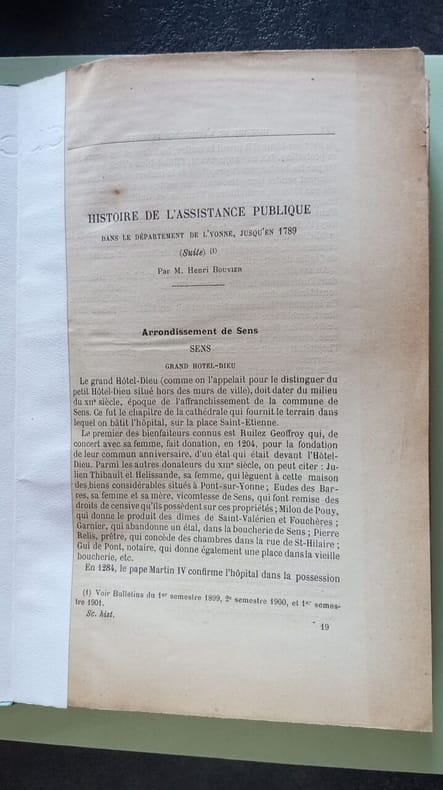 HISTOIRE DE L'ASSISTANCE PUBLIQUE
DANS LE DÉPARTEMENT DE L'YONNE, JUSQU'EN 1789
(Suite) (1)
Par M. Henri Bouvier
Arrondissement de Sens
SENS
GRAND HOTEL-DIEU
Le grand Hôtel-Dieu (comme on l'appelait pour le distinguer du
petit Hôtel-Dieu situé hors des murs de ville), doit dater du milieu
du XIIe siècle, époque de l'affranchissement de la commune de
Sens. Ce fut le chapitre de la cathédrale qui fournit le terrain dans
lequel on bâtit l'hôpital, sur la place Saint-Etienne.
Le premier des bienfaiteurs connus est Ruilez Geoffroy qui, de
concert avec sa femme, fait donation, en 1204, pour la fondation
de leur commun anniversaire, d'un étal qui était devant l'Hôtel-
Dieu. Parmi les autres donateurs du XIIIe siècle, on peut citer : Ju-
lien Thibault et Helissande, sa femme, qui lèguent à cette maison
des biens considérables situés à Pont-sur-Yonne ; Eudes des Bar-
res, sa femme et sa mère, vicomtesse de Sens, qui font remise des
droits de censive qu'ils possèdent sur ces propriétés ; Milon de Pouy,
qui donne le produit des dîmes de Saint-Valérien et Fouchères ;
Garnier, qui abandonne un étal, dans la boucherie de Sens ; Pierre
Relis, prêtre, qui concède des chambres dans la rue de St-Hilaire ;
Gui de Pont, notaire, qui donne également une place dans la vieille
boucherie, etc.
En 1284, le pape Martin IV confirme l'hôpital dans la possession
(1) Voir Bulletins du 1er semestre 1899, 2e semestre 1900, et 1er semes-
tre 1901.
Sc. hist.
19